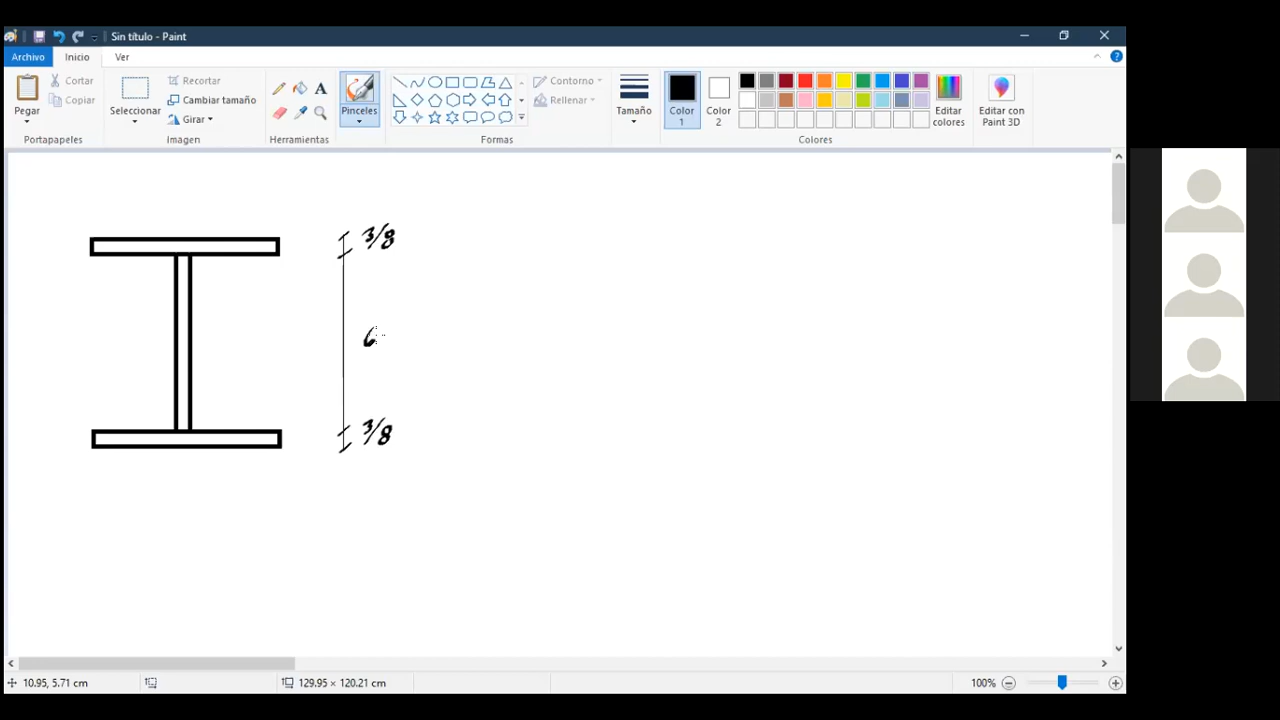 Sin título - Paint
Archivo Inicio Ver
Pegar
Cortar
Copiar
Portapapeles
Seleccionar
Recortar
Cambiar tamaño
Girar
Imagen
Herramientas
Pinceles
Contorno
Rellenar
Formas
Tamaño
Color 1
Color 2
Editar colores
Colores
Editar con Paint 3D
3/8
6
3/8
10.95, 5.71 cm
129.95 × 120.21 cm
100%